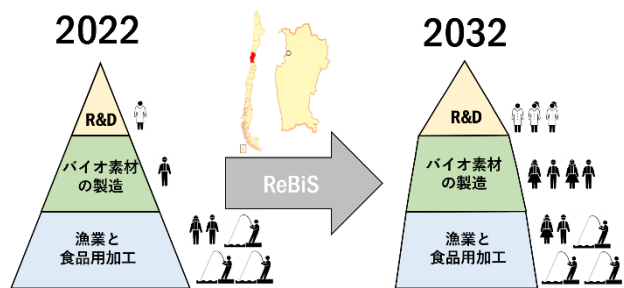 2022
2032
R&D
バイオ素材
の製造
漁業と
食品用加工
ReBiS
R&D
バイオ素材
の製造
漁業と
食品用加工